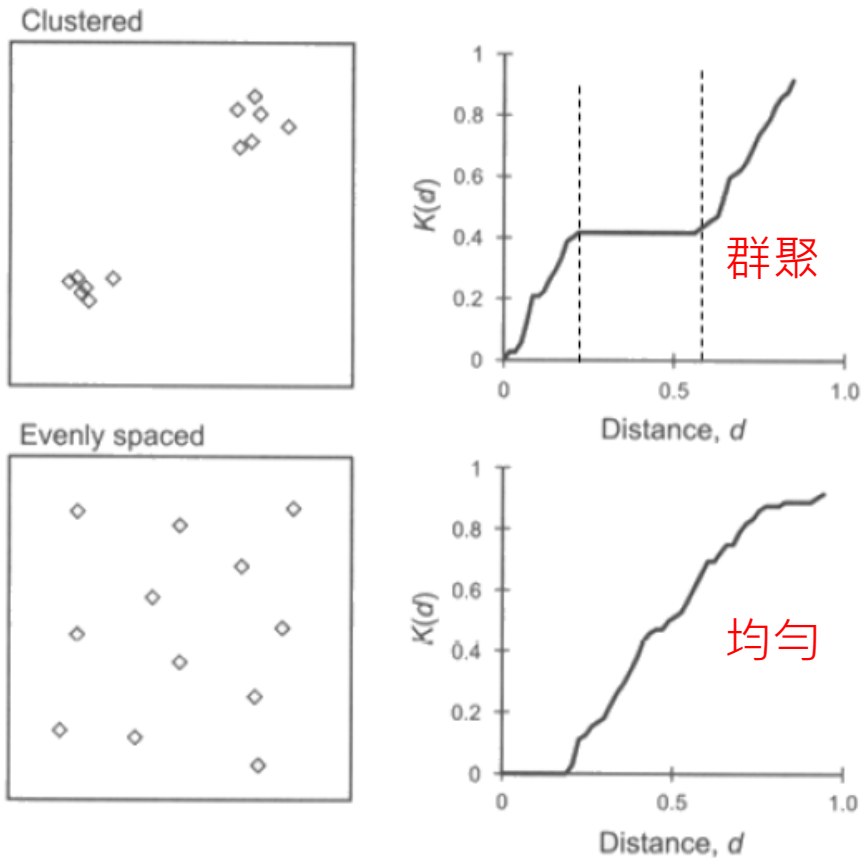 Clustered
1
0.8
0.6
0.4
0.2
0
K(d)
群聚
0
0.5
1.0
Distance, d
Evenly spaced
1
0.8
0.6
0.4
0.2
0
K(d)
均勻
0
0.5
1.0
Distance, d